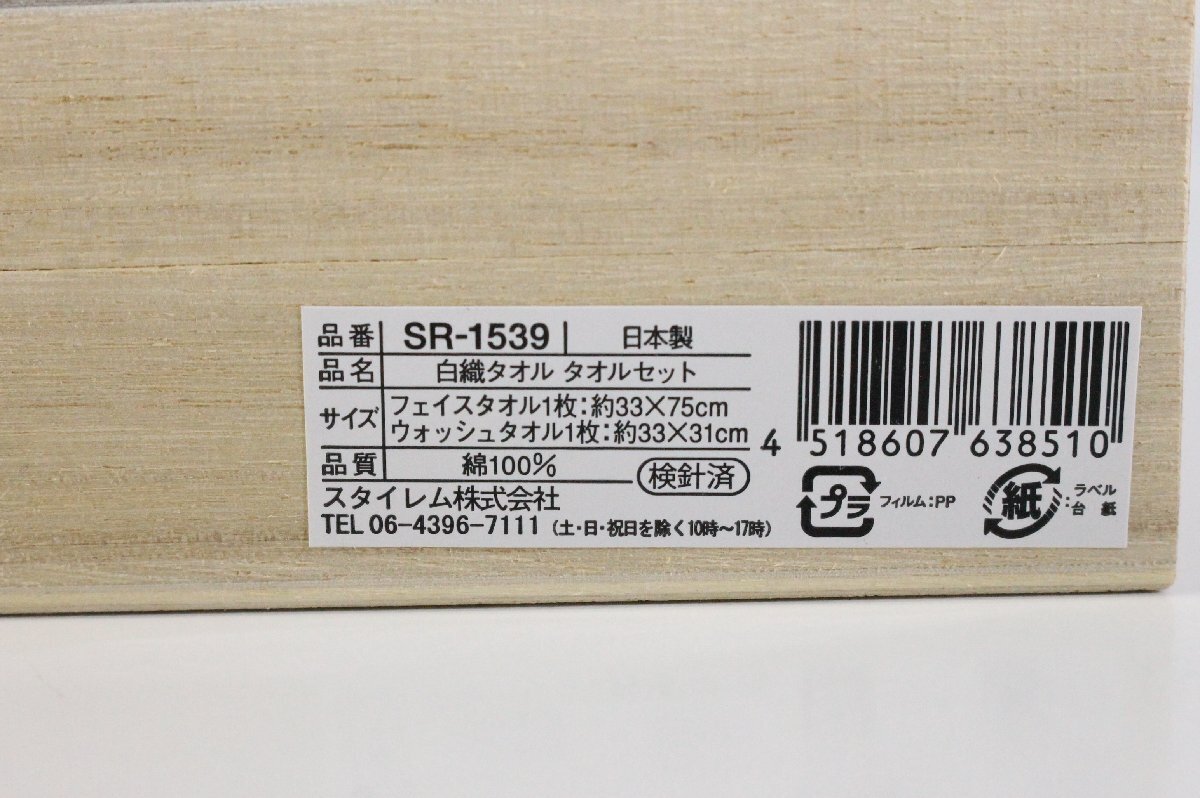 品番 SR-1539 日本製
品名 白織タオル タオルセット
サイズ フェイスタオル1枚:約33×75cm
ウォッシュタオル1枚:約33×31cm
品質 綿100% 検針済
スタイレム株式会社
TEL 06-4396-7111 (土・日・祝日を除く10時~17時)
4 518607 638510
プラ フィルム:PP
紙 :ラベル
台紙